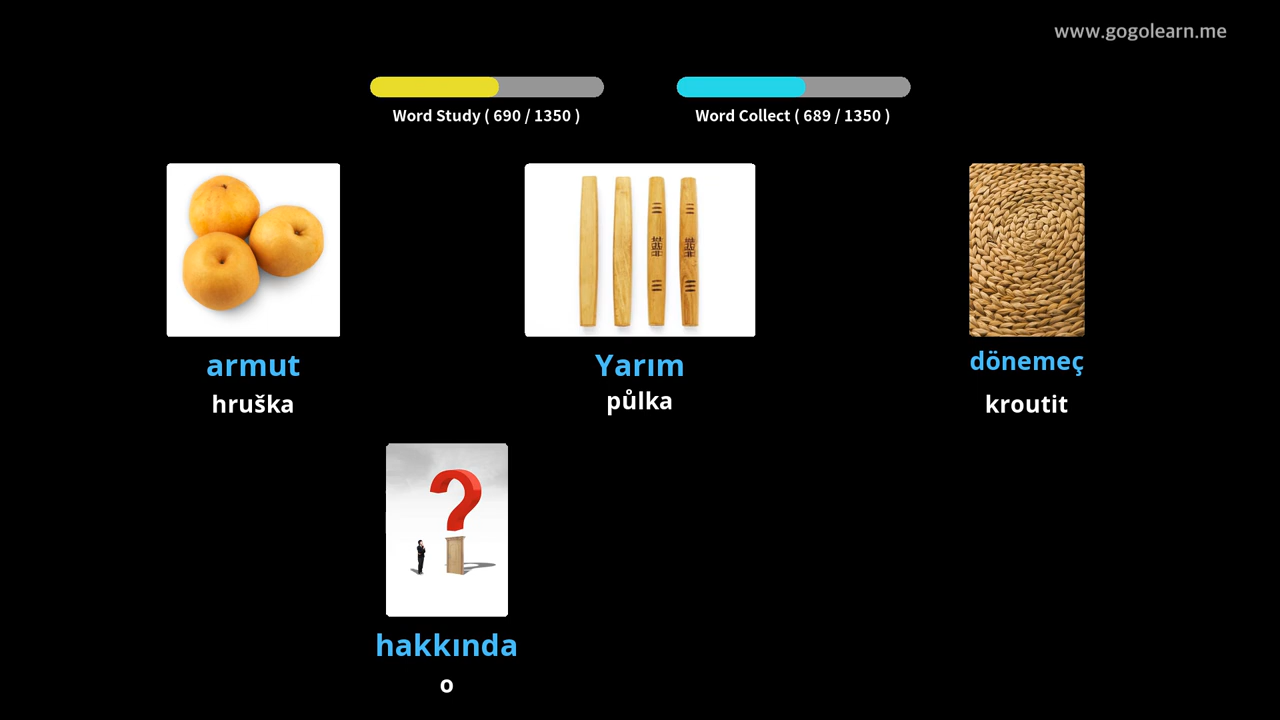 www.gogolearn.me
Word Study ( 690 / 1350 )
Word Collect ( 689 / 1350 )
armut
hruška
Yarım
půlka
dönemeç
kroutit
hakkında
o